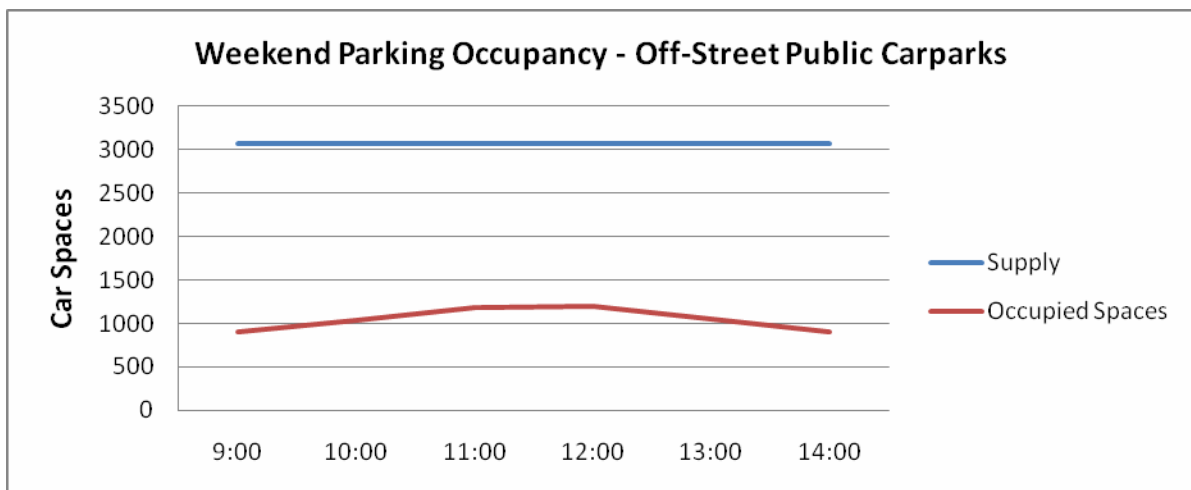 Weekend Parking Occupancy - Off-Street Public Carparks
3500
3000
2500
2000
1500
1000
500
0
Car Spaces
9:00 10:00 11:00 12:00 13:00 14:00
Supply
Occupied Spaces